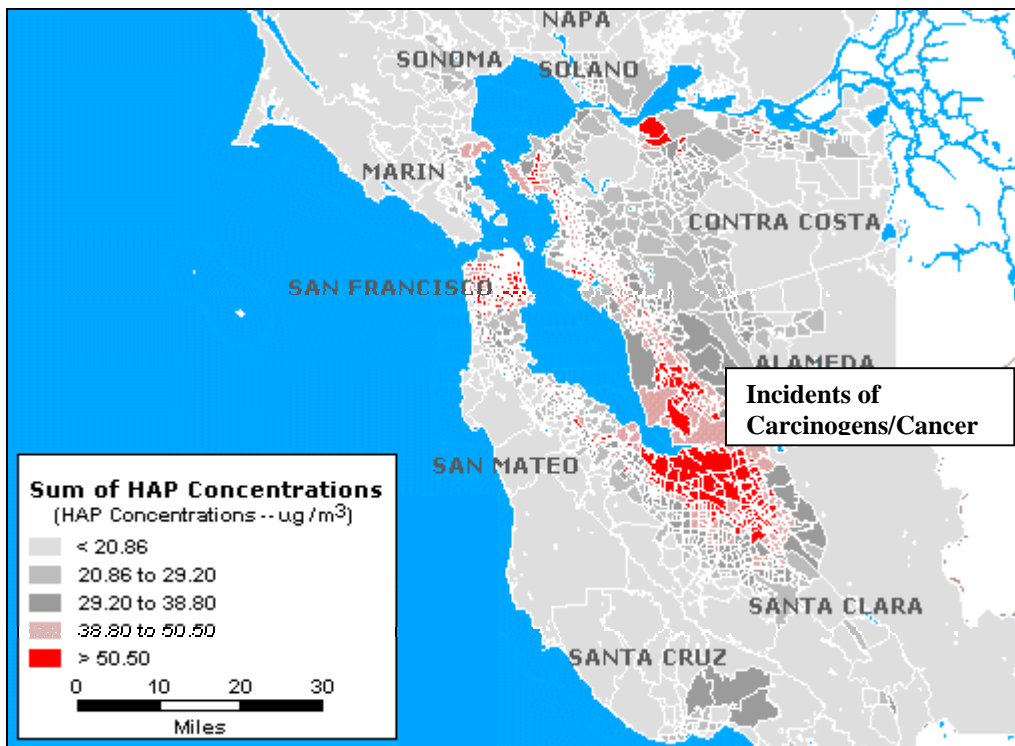 NAPA
SONOMA
SOLANO
MARIN
CONTRA COSTA
SAN FRANCISCO
ALAMEDA
Incidents of
Carcinogens/Cancer
SAN MATEO
SANTA CLARA
SANTA CRUZ
Sum of HAP Concentrations
(HAP Concentrations -- ug/m³)
< 20.86
20.86 to 29.20
29.20 to 38.80
38.80 to 50.50
> 50.50
0 10 20 30
Miles